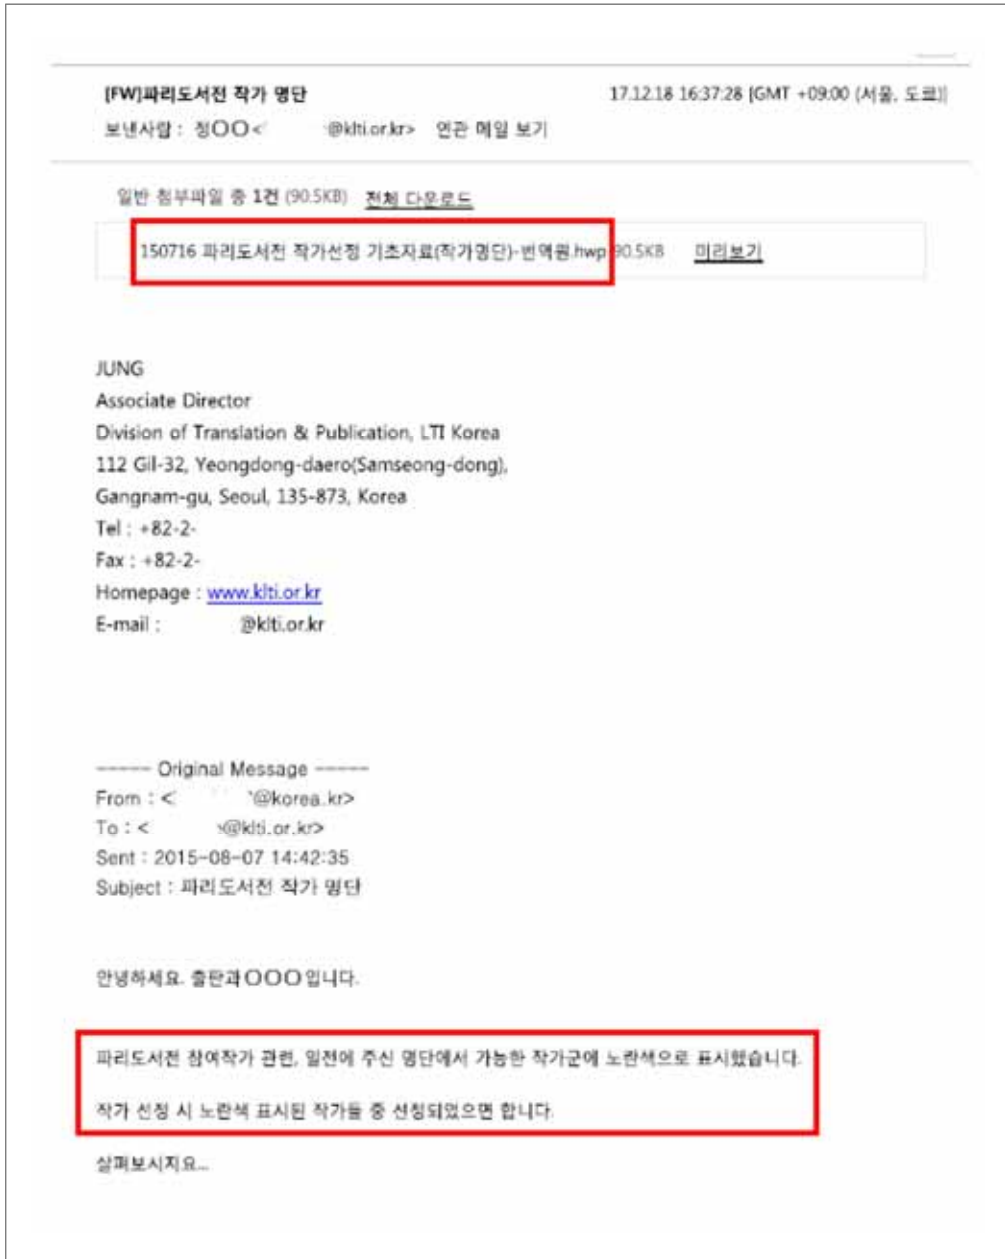 [FW]파리도서전 작가 명단 17.12.18 16:37:28 [GMT +09:00 (서울, 도쿄)]
보낸사람 : 정OO< @klti.or.kr> 연관 메일 보기
일반 첨부파일 중 1건 (90.5KB) 전체 다운로드
150716 파리도서전 작가선정 기초자료(작가명단)-번역원.hwp 90.5KB 미리보기
JUNG
Associate Director
Division of Translation & Publication, LTI Korea
112 Gil-32, Yeongdong-daero(Samseong-dong),
Gangnam-gu, Seoul, 135-873, Korea
Tel : +82-2-
Fax : +82-2-
Homepage : www.klti.or.kr
E-mail : @klti.or.kr
----- Original Message -----
From : < @korea.kr>
To : < @klti.or.kr>
Sent : 2015-08-07 14:42:35
Subject : 파리도서전 작가 명단
안녕하세요. 출판과 OOO입니다.
파리도서전 참여작가 관련, 일전에 주신 명단에서 가능한 작가군에 노란색으로 표시했습니다.
작가 선정 시 노란색 표시된 작가들 중 선정되었으면 합니다.
살펴보시지요...